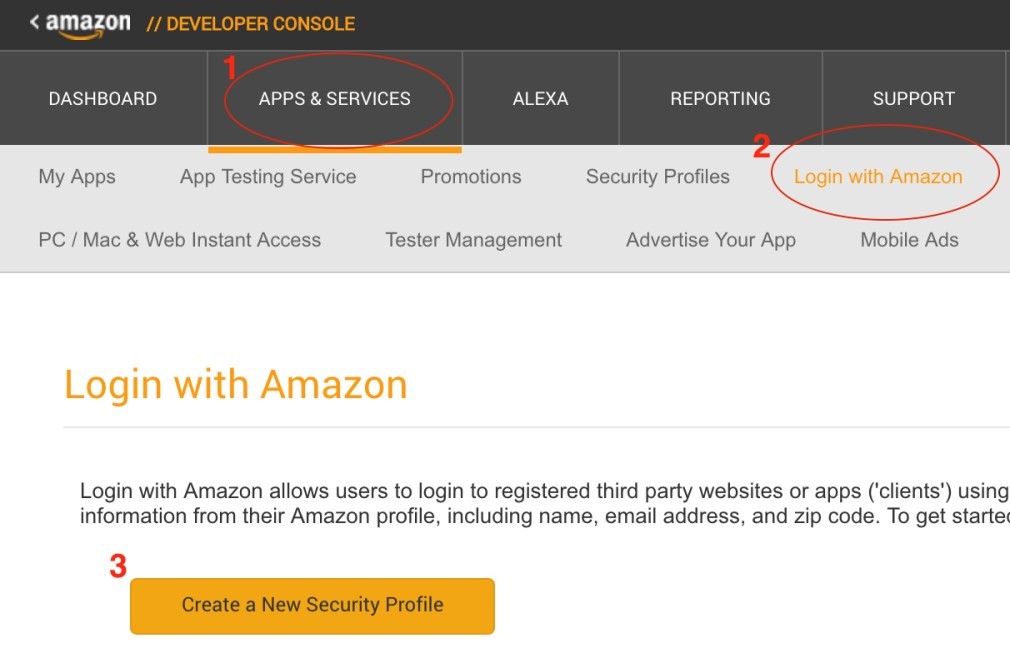 < amazon // DEVELOPER CONSOLE
1
DASHBOARD APPS & SERVICES ALEXA REPORTING SUPPORT
2
My Apps App Testing Service Promotions Security Profiles Login with Amazon
PC / Mac & Web Instant Access Tester Management Advertise Your App Mobile Ads
Login with Amazon
Login with Amazon allows users to login to registered third party websites or apps ('clients') using
information from their Amazon profile, including name, email address, and zip code. To get started
3
Create a New Security Profile